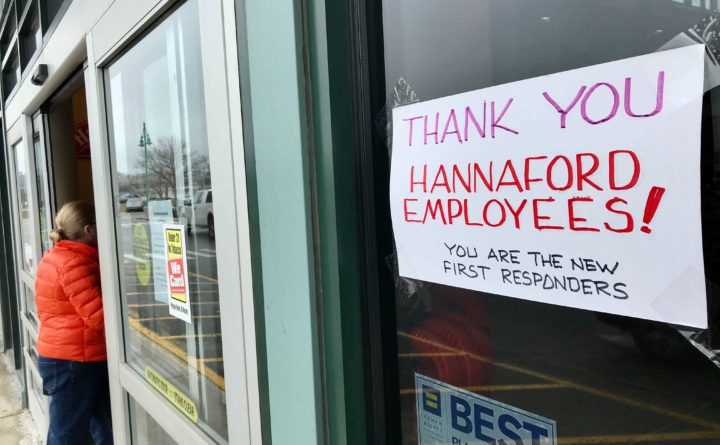 THANK YOU
HANNAFORD
EMPLOYEES!
YOU ARE THE NEW
FIRST RESPONDERS
We
Card
BEST